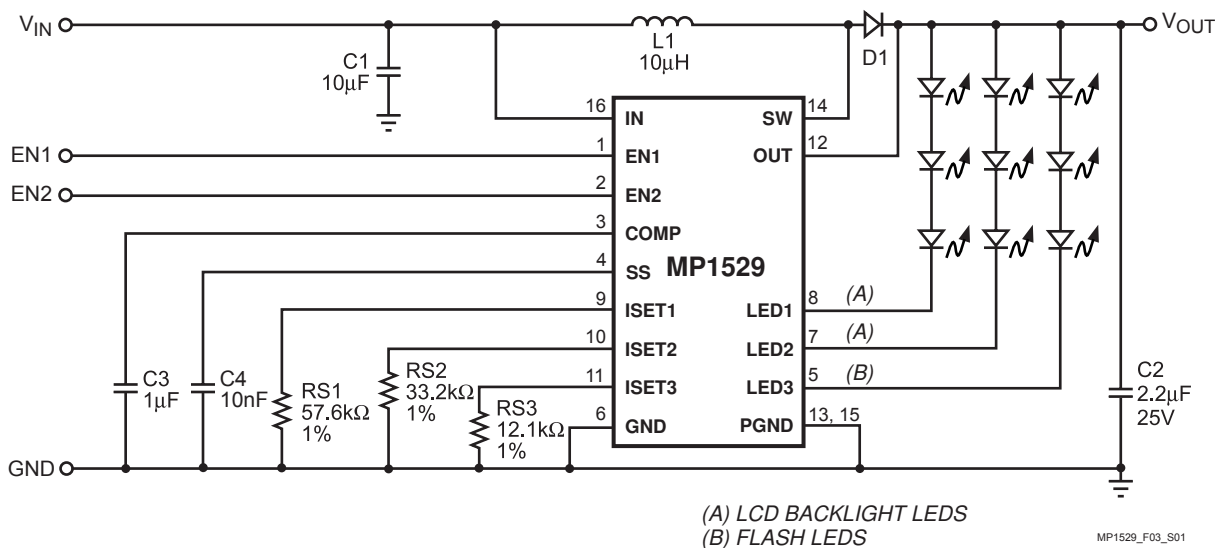 VIN
VOUT
L1
10µH
D1
C1
10µF
16
IN
SW
14
EN1
1
EN1
OUT
12
EN2
2
EN2
3
COMP
4
SS
MP1529
9
ISET1
LED1
8
(A)
10
ISET2
LED2
7
(A)
11
ISET3
LED3
5
(B)
6
GND
PGND
13, 15
C3
1µF
C4
10nF
RS1
57.6kΩ
1%
RS2
33.2kΩ
1%
RS3
12.1kΩ
1%
C2
2.2µF
25V
GND
(A) LCD BACKLIGHT LEDS
(B) FLASH LEDS
MP1529_F03_S01